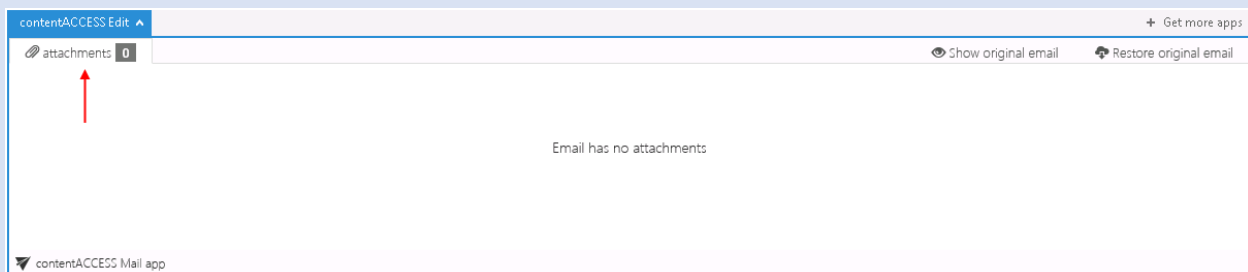 contentACCESS Edit
+ Get more apps
attachments 0
Show original email
Restore original email
Email has no attachments
contentACCESS Mail app